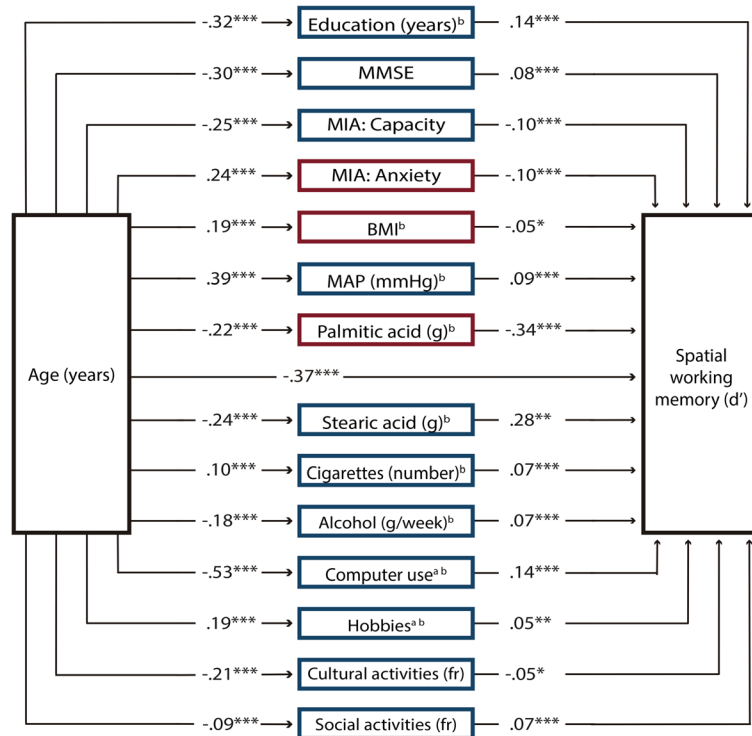 -.32*** Education (years)ᵇ .14***
-.30*** MMSE .08***
-.25*** MIA: Capacity -.10***
.24*** MIA: Anxiety -.10***
.19*** BMIᵇ -.05*
.39*** MAP (mmHg)ᵇ .09***
-.22*** Palmitic acid (g)ᵇ -.34***
Age (years)
-.37***
Spatial
working
memory (d')
-.24*** Stearic acid (g)ᵇ .28**
.10*** Cigarettes (number)ᵇ .07***
-.18*** Alcohol (g/week)ᵇ .07***
-.53*** Computer useᵃ ᵇ .14***
.19*** Hobbiesᵃ ᵇ .05**
-.21*** Cultural activities (fr) -.05*
-.09*** Social activities (fr) .07***